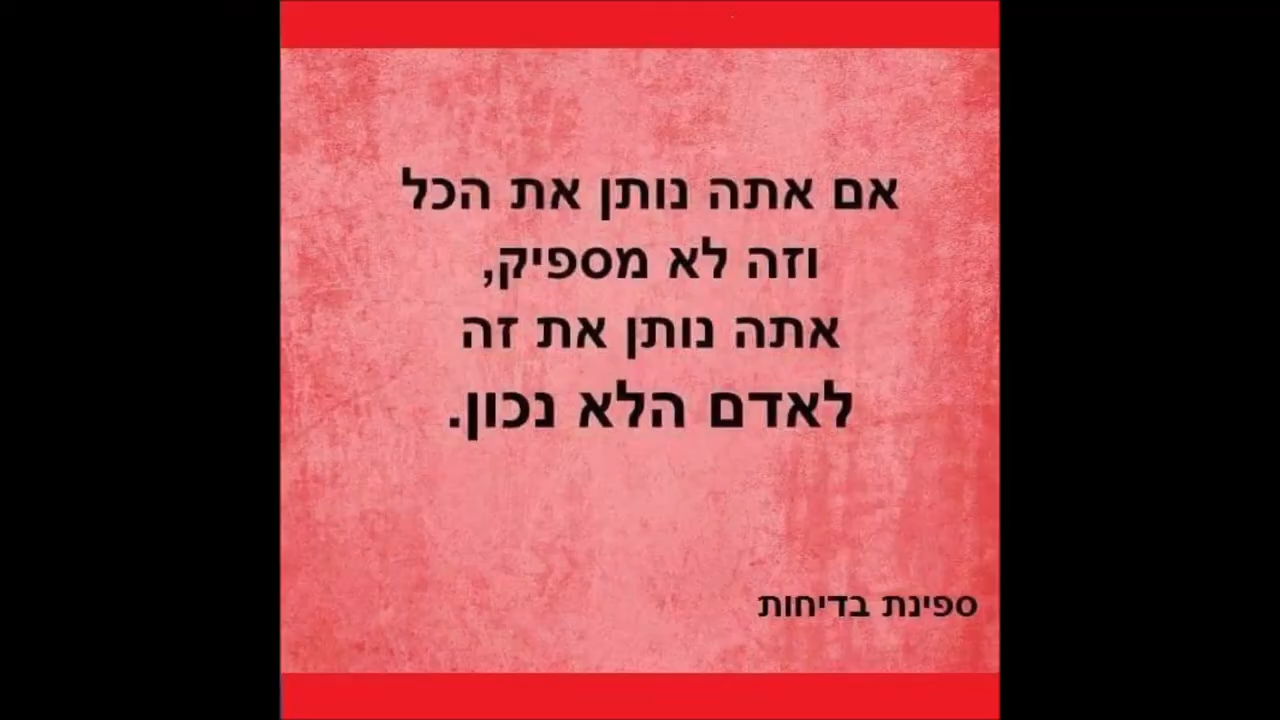 אם אתה נותן את הכל
וזה לא מספיק,
אתה נותן את זה
לאדם הלא נכון.
ספינת בדיחות